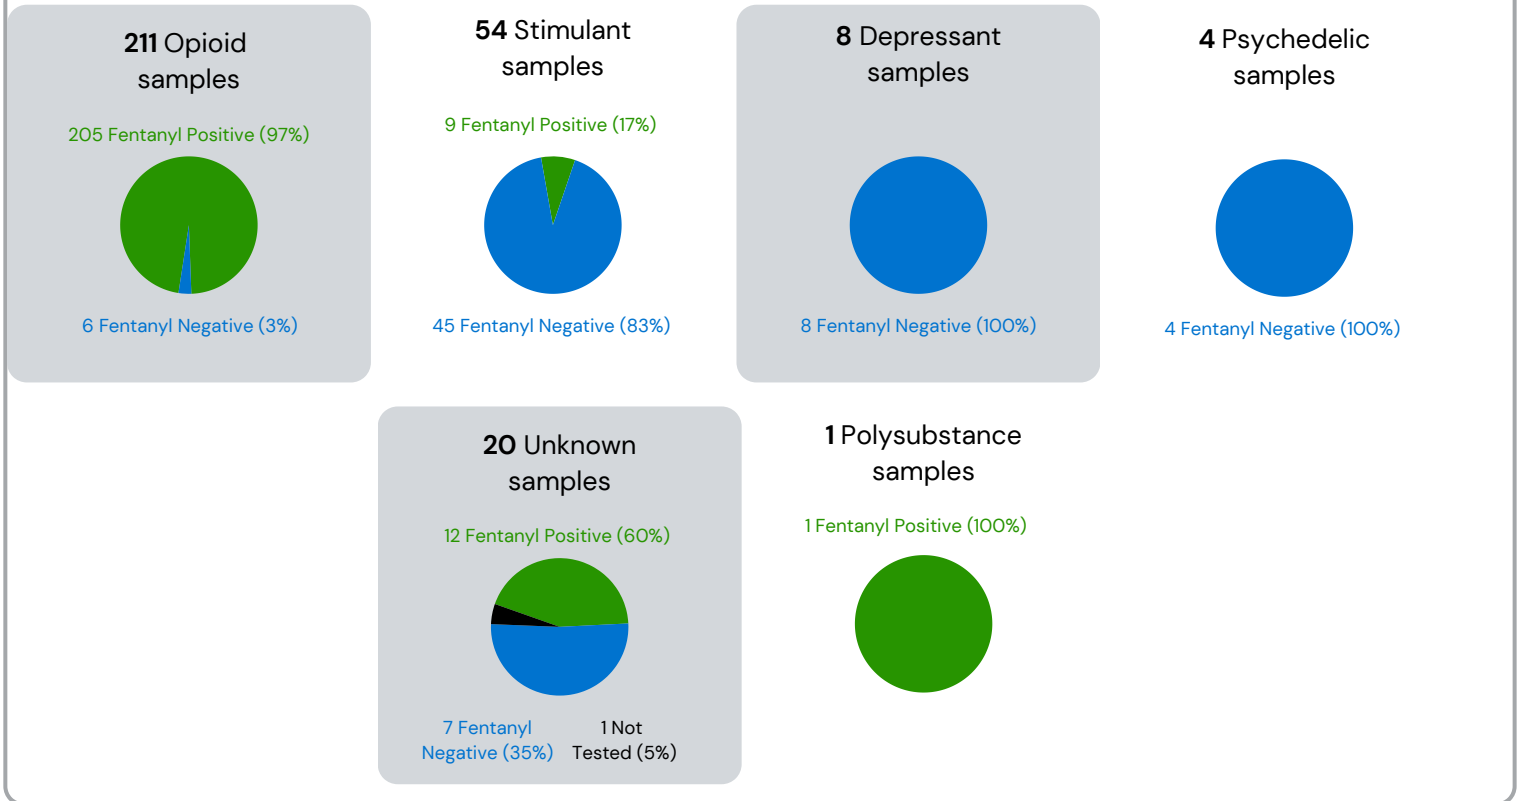 211 Opioid
samples
205 Fentanyl Positive (97%)
6 Fentanyl Negative (3%)
54 Stimulant
samples
9 Fentanyl Positive (17%)
45 Fentanyl Negative (83%)
8 Depressant
samples
8 Fentanyl Negative (100%)
4 Psychedelic
samples
4 Fentanyl Negative (100%)
20 Unknown
samples
12 Fentanyl Positive (60%)
7 Fentanyl
Negative (35%)
1 Not
Tested (5%)
1 Polysubstance
samples
1 Fentanyl Positive (100%)